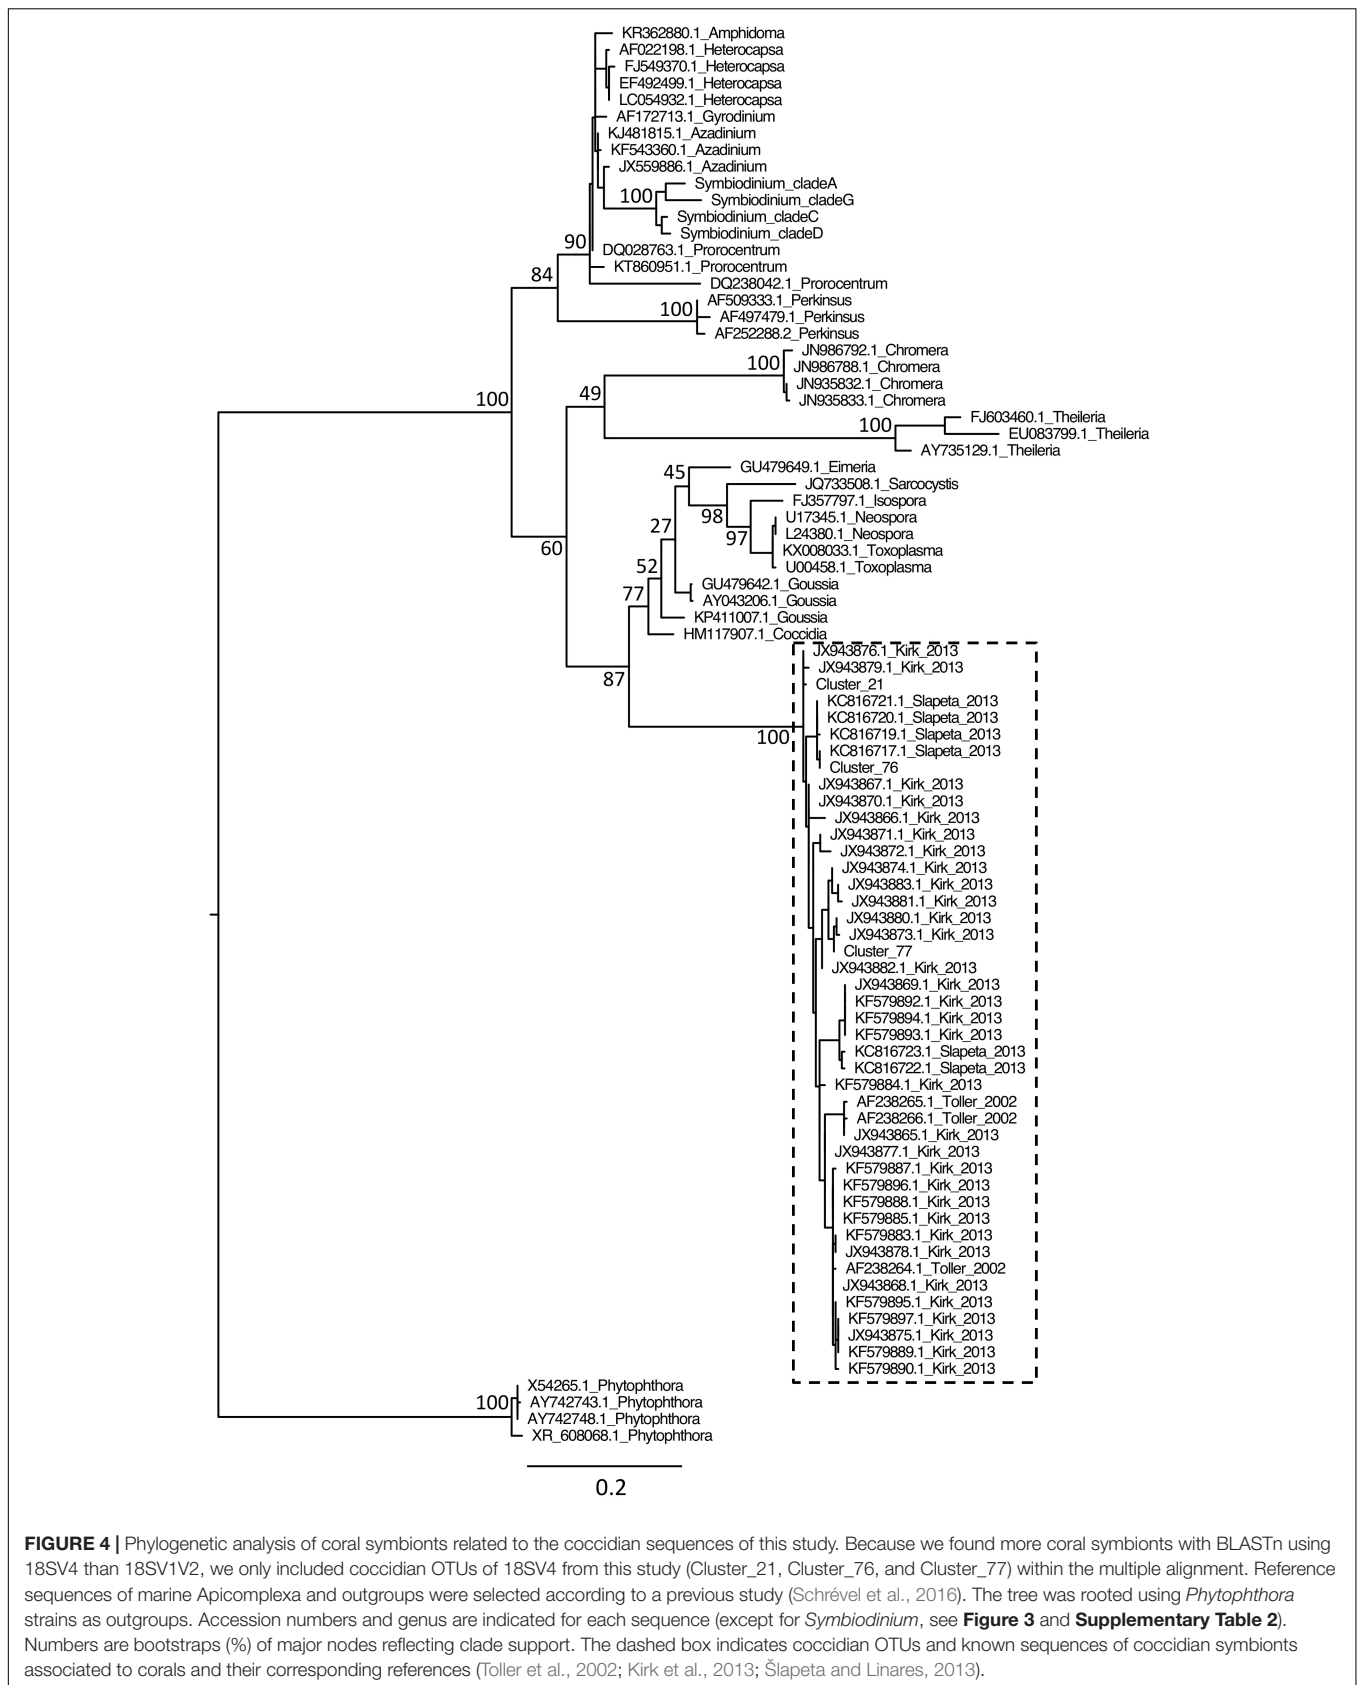 KR362880.1_Amphidoma
AF022198.1_Heterocapsa
FJ549370.1_Heterocapsa
EF492499.1_Heterocapsa
LC054932.1_Heterocapsa
AF172713.1_Gyrodinium
KJ481815.1_Azadinium
KF543360.1_Azadinium
JX559886.1_Azadinium
Symbiodinium_cladeA
100
Symbiodinium_cladeG
Symbiodinium_cladeC
Symbiodinium_cladeD
90
DQ028763.1_Prorocentrum
KT860951.1_Prorocentrum
84
DQ238042.1_Prorocentrum
AF509333.1_Perkinsus
100
AF497479.1_Perkinsus
AF252288.2_Perkinsus
JN986792.1_Chromera
100
JN986788.1_Chromera
JN935832.1_Chromera
49
100
JN935833.1_Chromera
FJ603460.1_Theileria
100
EU083799.1_Theileria
AY735129.1_Theileria
45
GU479649.1_Eimeria
JQ733508.1_Sarcocystis
FJ357797.1_Isospora
98
U17345.1_Neospora
27
L24380.1_Neospora
97
60
KX008033.1_Toxoplasma
52
U00458.1_Toxoplasma
GU479642.1_Goussia
77
AY043206.1_Goussia
KP411007.1_Goussia
HM117907.1_Coccidia
JX943876.1_Kirk_2013
JX943879.1_Kirk_2013
87
Cluster_21
KC816721.1_Slapeta_2013
KC816720.1_Slapeta_2013
100
KC816719.1_Slapeta_2013
KC816717.1_Slapeta_2013
Cluster_76
JX943867.1_Kirk_2013
JX943870.1_Kirk_2013
JX943866.1_Kirk_2013
JX943871.1_Kirk_2013
JX943872.1_Kirk_2013
JX943874.1_Kirk_2013
JX943883.1_Kirk_2013
JX943881.1_Kirk_2013
JX943880.1_Kirk_2013
JX943873.1_Kirk_2013
Cluster_77
JX943882.1_Kirk_2013
JX943869.1_Kirk_2013
KF579892.1_Kirk_2013
KF579894.1_Kirk_2013
KF579893.1_Kirk_2013
KC816723.1_Slapeta_2013
KC816722.1_Slapeta_2013
KF579884.1_Kirk_2013
AF238265.1_Toller_2002
AF238266.1_Toller_2002
JX943865.1_Kirk_2013
JX943877.1_Kirk_2013
KF579887.1_Kirk_2013
KF579896.1_Kirk_2013
KF579888.1_Kirk_2013
KF579885.1_Kirk_2013
KF579883.1_Kirk_2013
JX943878.1_Kirk_2013
AF238264.1_Toller_2002
JX943868.1_Kirk_2013
KF579895.1_Kirk_2013
KF579897.1_Kirk_2013
JX943875.1_Kirk_2013
KF579889.1_Kirk_2013
KF579890.1_Kirk_2013
X54265.1_Phytophthora
100
AY742743.1_Phytophthora
AY742748.1_Phytophthora
XR_608068.1_Phytophthora
0.2
FIGURE 4 | Phylogenetic analysis of coral symbionts related to the coccidian sequences of this study. Because we found more coral symbionts with BLASTn using
18SV4 than 18SV1V2, we only included coccidian OTUs of 18SV4 from this study (Cluster_21, Cluster_76, and Cluster_77) within the multiple alignment. Reference
sequences of marine Apicomplexa and outgroups were selected according to a previous study (Schrével et al., 2016). The tree was rooted using Phytophthora
strains as outgroups. Accession numbers and genus are indicated for each sequence (except for Symbiodinium, see Figure 3 and Supplementary Table 2).
Numbers are bootstraps (%) of major nodes reflecting clade support. The dashed box indicates coccidian OTUs and known sequences of coccidian symbionts
associated to corals and their corresponding references (Toller et al., 2002; Kirk et al., 2013; Šlapeta and Linares, 2013).